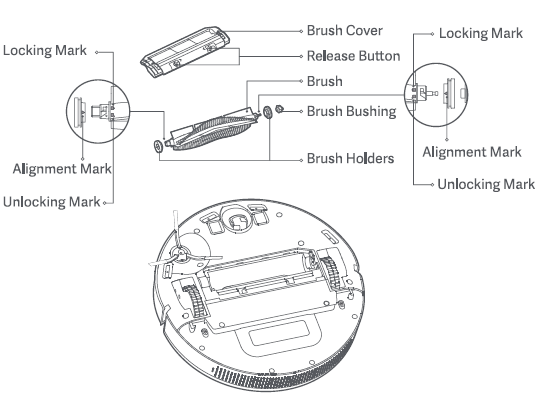 Brush Cover
Locking Mark
Release Button
Locking Mark
Brush
Brush Bushing
Alignment Mark
Brush Holders
Alignment Mark
Unlocking Mark
Unlocking Mark